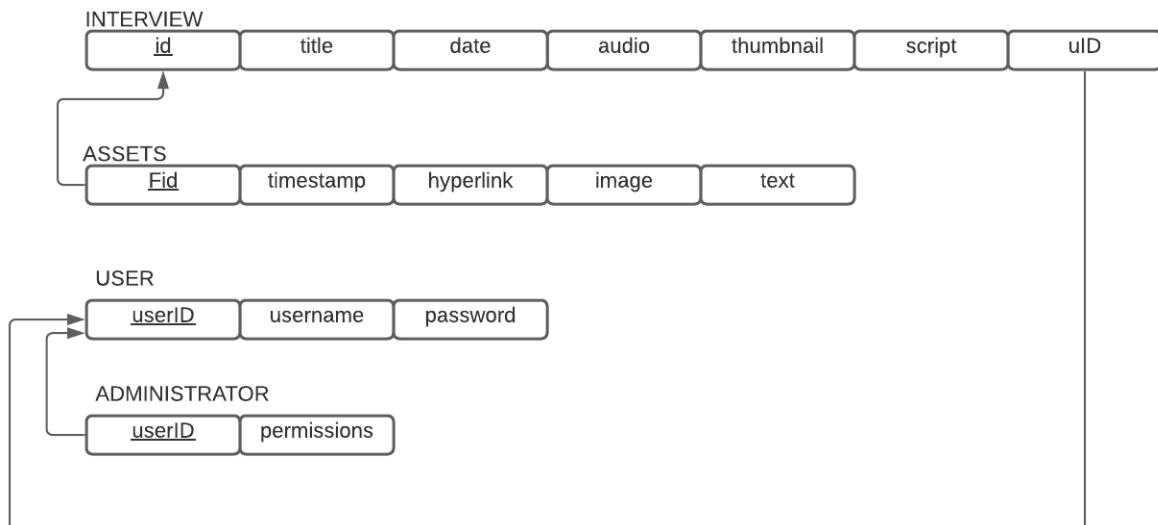 INTERVIEW
id title date audio thumbnail script uID
ASSETS
Fid timestamp hyperlink image text
USER
userID username password
ADMINISTRATOR
userID permissions